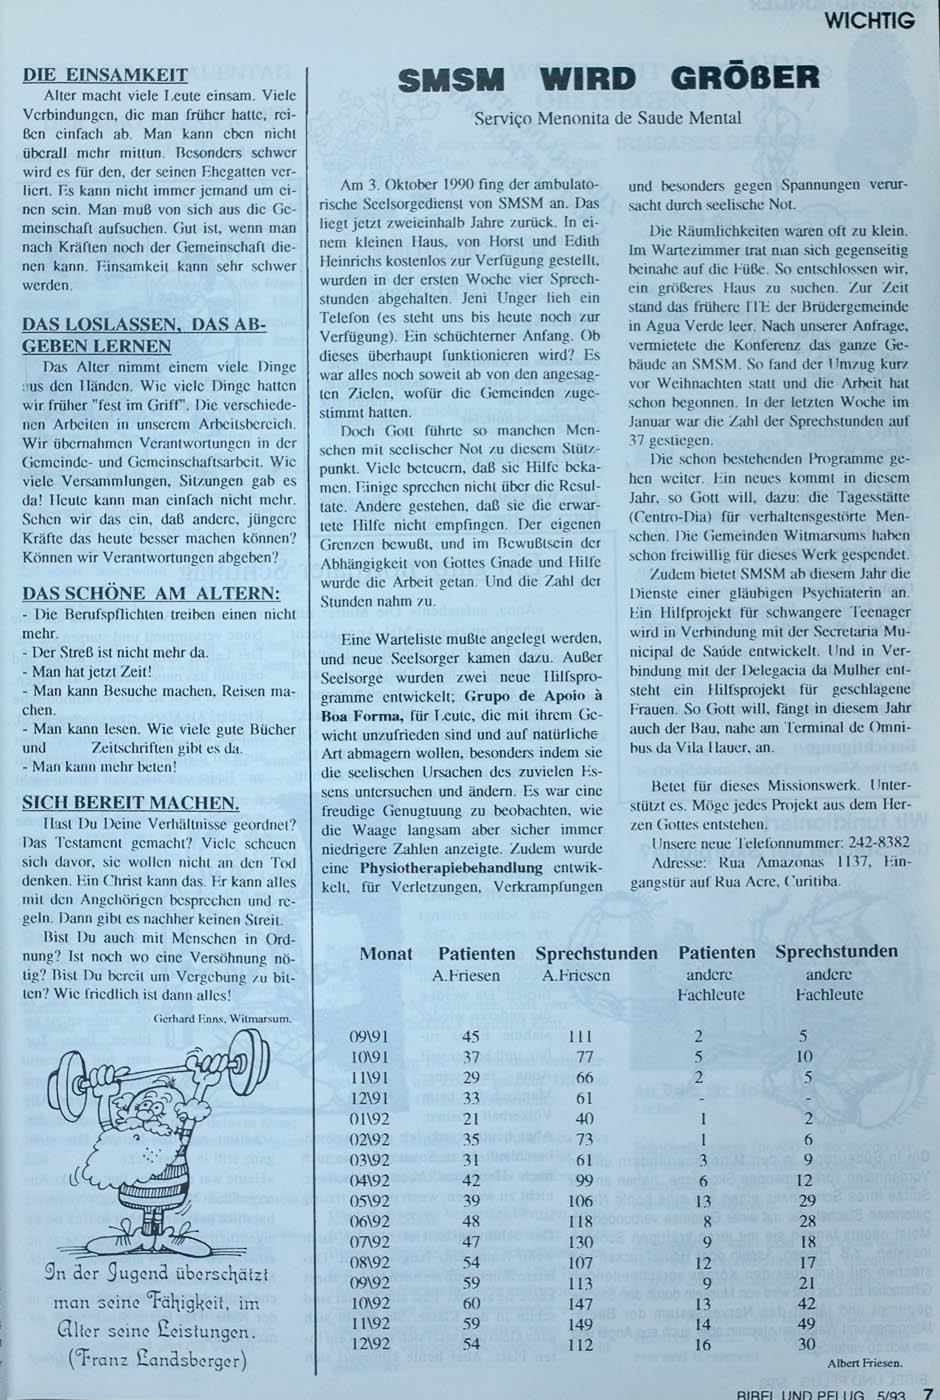 WICHTIG
DIE EINSAMKEIT
Alter macht viele Leute einsam. Viele
Verbindungen, die man früher hatte, rei-
ßen einfach ab. Man kann eben nicht
überall mehr mittun. Besonders schwer
wird es für den, der seinen Ehegatten ver-
liert. Es kann nicht immer jemand um ei-
nen sein. Man muß von sich aus die Ge-
meinschaft aufsuchen. Gut ist, wenn man
nach Kräften noch der Gemeinschaft die-
nen kann. Einsamkeit kann sehr schwer
werden.
DAS LOSLASSEN, DAS AB-
GEBEN LERNEN
Das Alter nimmt einem viele Dinge
aus den Händen. Wie viele Dinge hatten
wir früher "fest im Griff". Die verschiede-
nen Arbeiten in unserem Arbeitsbereich.
Wir übernahmen Verantwortungen in der
Gemeinde- und Gemeinschaftsarbeit. Wie
viele Versammlungen, Sitzungen gab es
da! Heute kann man einfach nicht mehr.
Sehen wir das ein, daß andere, jüngere
Kräfte das heute besser machen können?
Können wir Verantwortungen abgeben?
DAS SCHÖNE AM ALTERN:
- Die Berufspflichten treiben einen nicht
mehr.
- Der Streß ist nicht mehr da.
- Man hat jetzt Zeit!
- Man kann Besuche machen, Reisen ma-
chen.
- Man kann lesen. Wie viele gute Bücher
und Zeitschriften gibt es da.
- Man kann mehr beten!
SICH BEREIT MACHEN.
Hast Du Deine Verhältnisse geordnet?
Das Testament gemacht? Viele scheuen
sich davor, sie wollen nicht an den Tod
denken. Ein Christ kann das. Er kann alles
mit den Angehörigen besprechen und re-
geln. Dann gibt es nachher keinen Streit.
Bist Du auch mit Menschen in Ord-
nung? Ist noch wo eine Versöhnung nö-
tig? Bist Du bereit um Vergebung zu bit-
ten? Wie friedlich ist dann alles!
Gerhard Enns, Witmarsum.
In der Jugend überschätzt
man seine Fähigkeit, im
Alter seine Leistungen.
(Franz Landsberger)
SMSM WIRD GRÖßER
Serviço Menonita de Saude Mental
Am 3. Oktober 1990 fing der ambulato-
rische Seelsorgedienst von SMSM an. Das
liegt jetzt zweieinhalb Jahre zurück. In ei-
nem kleinen Haus, von Horst und Edith
Heinrichs kostenlos zur Verfügung gestellt,
wurden in der ersten Woche vier Sprech-
stunden abgehalten. Jeni Unger lieh ein
Telefon (es steht uns bis heute noch zur
Verfügung). Ein schüchterner Anfang. Ob
dieses überhaupt funktionieren wird? Es
war alles noch soweit ab von den angesag-
ten Zielen, wofür die Gemeinden zuge-
stimmt hatten.
Doch Gott führte so manchen Men-
schen mit seelischer Not zu diesem Stütz-
punkt. Viele beteuern, daß sie Hilfe beka-
men. Einige sprechen nicht über die Resul-
tate. Andere gestehen, daß sie die erwar-
tete Hilfe nicht empfingen. Der eigenen
Grenzen bewußt, und im Bewußtsein der
Abhängigkeit von Gottes Gnade und Hilfe
wurde die Arbeit getan. Und die Zahl der
Stunden nahm zu.
Eine Warteliste mußte angelegt werden,
und neue Seelsorger kamen dazu. Außer
Seelsorge wurden zwei neue Hilfspro-
gramme entwickelt; Grupo de Apoio à
Boa Forma, für Leute, die mit ihrem Ge-
wicht unzufrieden sind und auf natürliche
Art abmagern wollen, besonders indem sie
die seelischen Ursachen des zuvielen Es-
sens untersuchen und ändern. Es war eine
freudige Genugtuung zu beobachten, wie
die Waage langsam aber sicher immer
niedrigere Zahlen anzeigte. Zudem wurde
eine Physiotherapiebehandlung entwik-
kelt, für Verletzungen, Verkrampfungen
und besonders gegen Spannungen verur-
sacht durch seelische Not.
Die Räumlichkeiten waren oft zu klein.
Im Wartezimmer trat man sich gegenseitig
beinahe auf die Füße. So entschlossen wir,
ein größeres Haus zu suchen. Zur Zeit
stand das frühere ITE der Brüdergemeinde
in Agua Verde leer. Nach unserer Anfrage,
vermietete die Konferenz das ganze Ge-
bäude an SMSM. So fand der Umzug kurz
vor Weihnachten statt und die Arbeit hat
schon begonnen. In der letzten Woche im
Januar war die Zahl der Sprechstunden auf
37 gestiegen.
Die schon bestehenden Programme ge-
hen weiter. Ein neues kommt in diesem
Jahr, so Gott will, dazu: die Tagesstätte
(Centro-Dia) für verhaltensgestörte Men-
schen. Die Gemeinden Witmarsums haben
schon freiwillig für dieses Werk gespendet.
Zudem bietet SMSM ab diesem Jahr die
Dienste einer gläubigen Psychiaterin an.
Ein Hilfprojekt für schwangere Teenager
wird in Verbindung mit der Secretaria Mu-
nicipal de Saúde entwickelt. Und in Ver-
bindung mit der Delegacia da Mulher ent-
steht ein Hilfsprojekt für geschlagene
Frauen. So Gott will, fängt in diesem Jahr
auch der Bau, nahe am Terminal de Omni-
bus da Vila Hauer, an.
Betet für dieses Missionswerk. Unter-
stützt es. Möge jedes Projekt aus dem Her-
zen Gottes entstehen.
Unsere neue Telefonnummer: 242-8382
Adresse: Rua Amazonas 1137, Ein-
gangstür auf Rua Acre, Curitiba.
Monat Patienten Sprechstunden Patienten Sprechstunden
A.Friesen A.Friesen andere andere
Fachleute Fachleute
09\91 45 111 2 5
10\91 37 77 5 10
11\91 29 66 2 5
12\91 33 61 - -
01\92 21 40 1 2
02\92 35 73 1 6
03\92 31 61 3 9
04\92 42 99 6 12
05\92 39 106 13 29
06\92 48 118 8 28
07\92 47 130 9 18
08\92 54 107 12 17
09\92 59 113 9 21
10\92 60 147 13 42
11\92 59 149 14 49
12\92 54 112 16 30
Albert Friesen.
BIBEL UND PFLUG 5/93 7